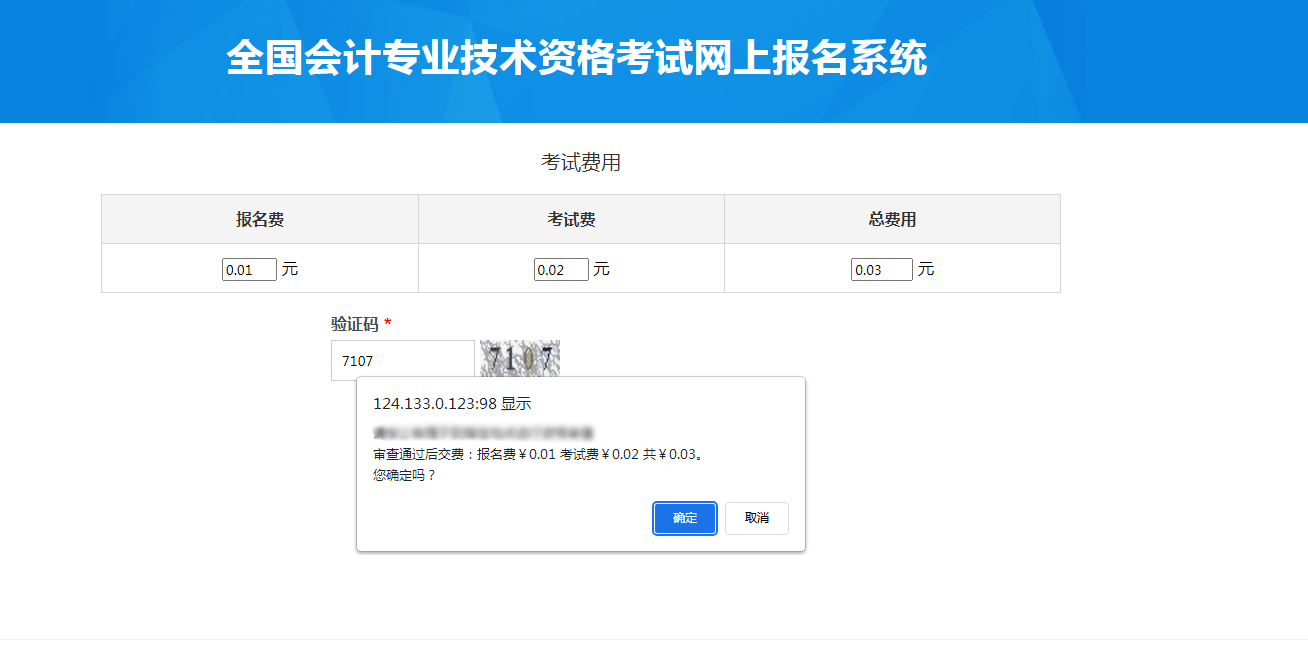 全国会计专业技术资格考试网上报名系统
考试费用
报名费 考试费 总费用
0.01 元 0.02 元 0.03 元
验证码 *
7107 7107
124.133.0.123:98 显示
审查通过后交费：报名费￥0.01 考试费￥0.02 共￥0.03。
您确定吗？
确定 取消